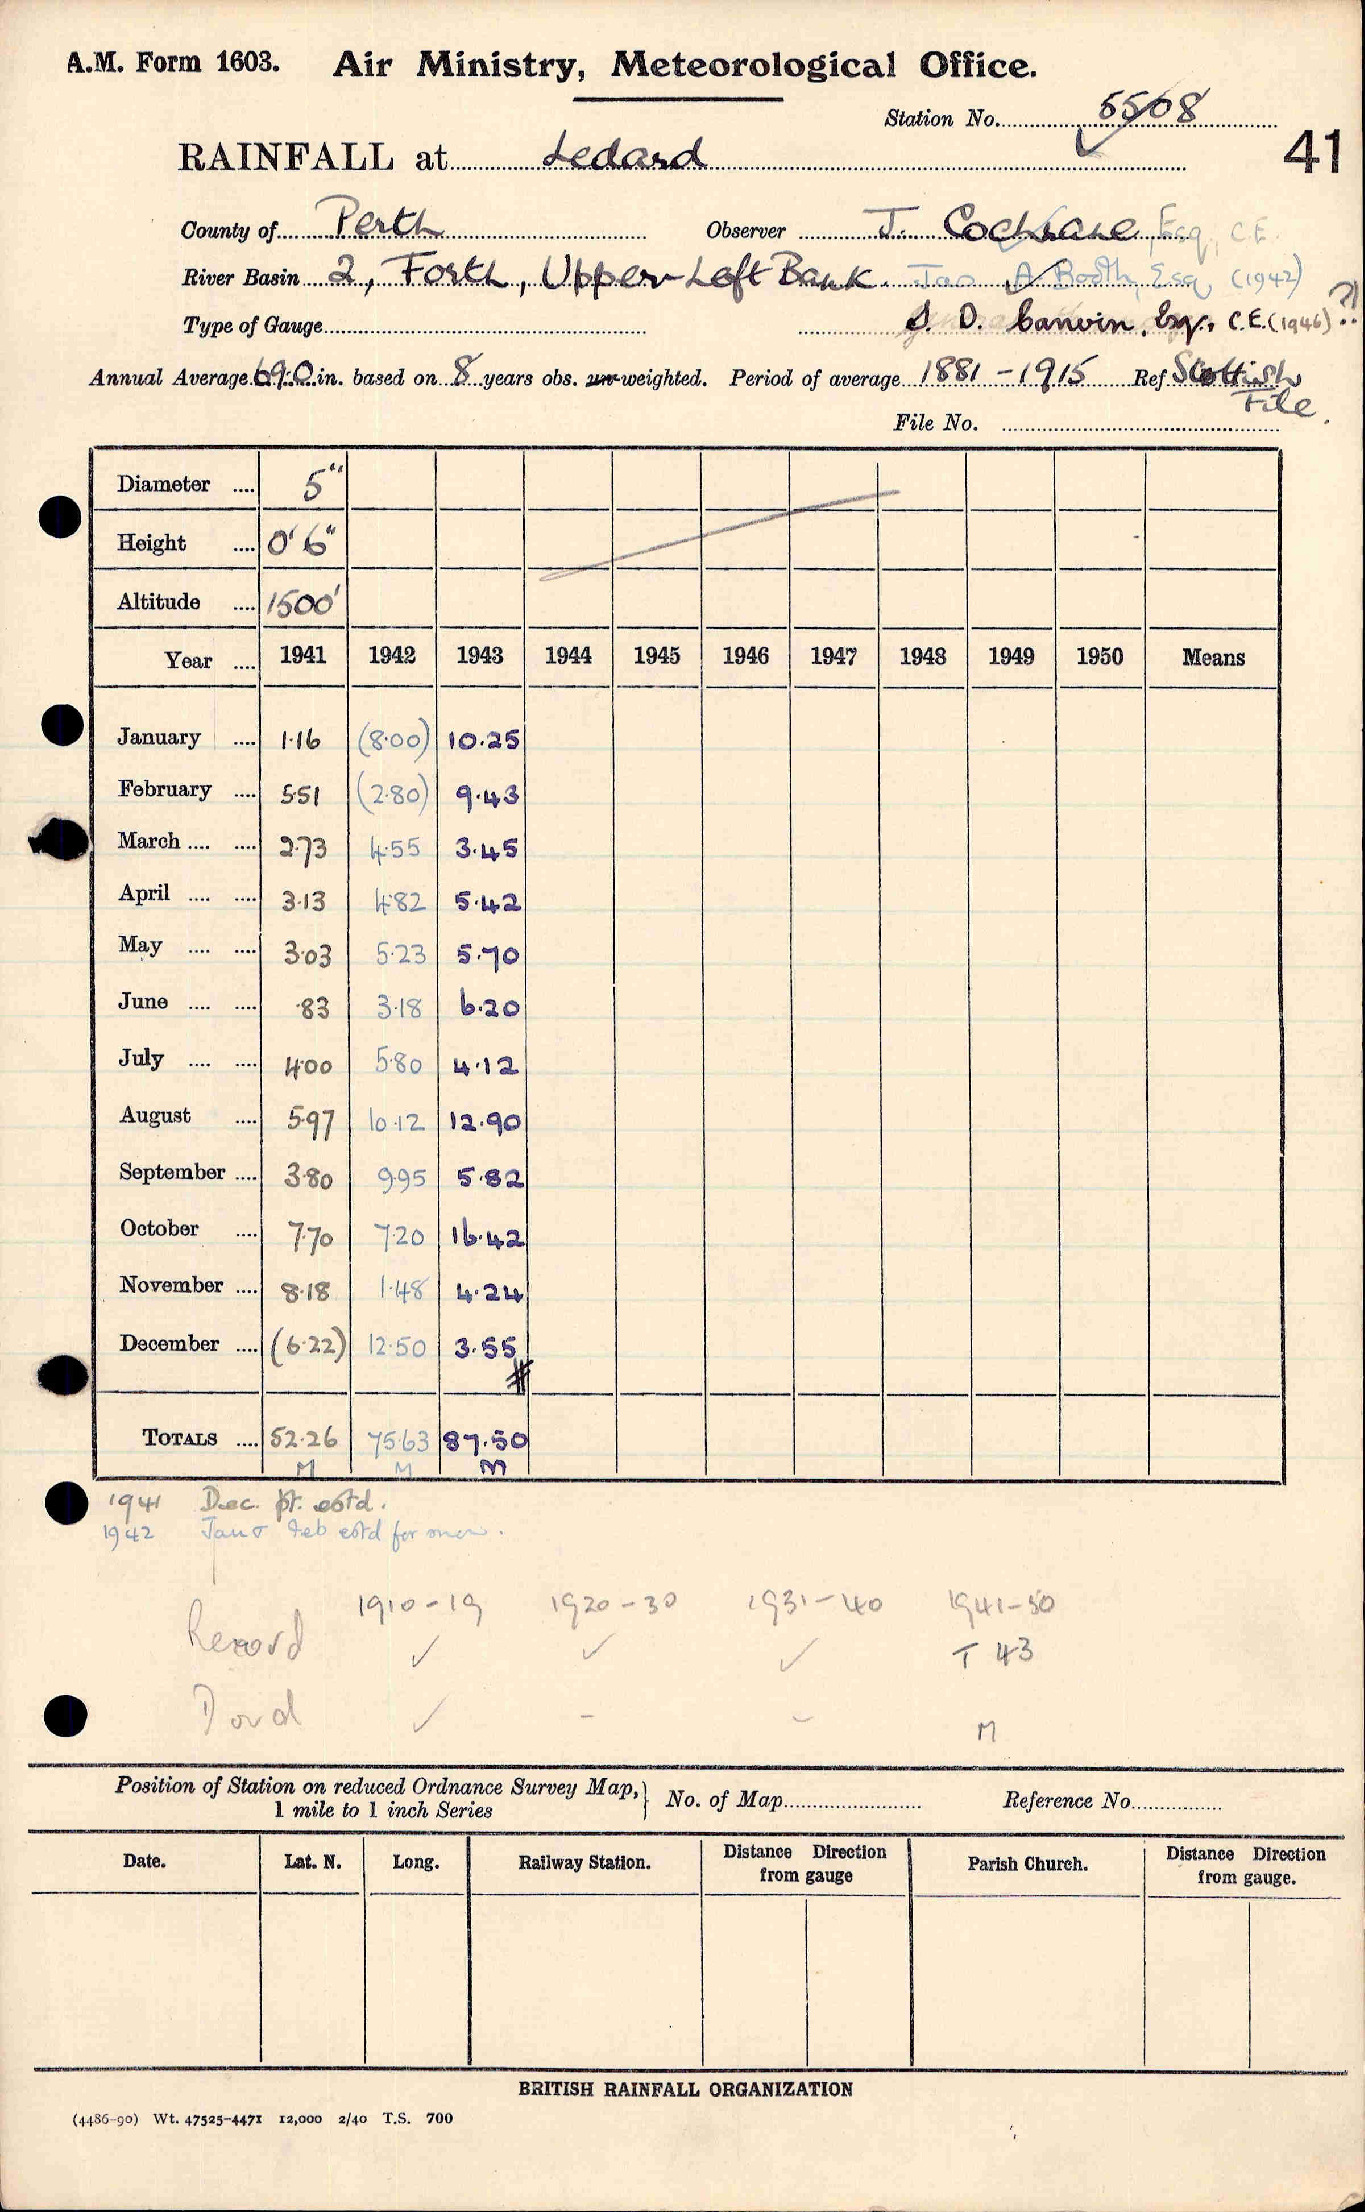 A.M. Form 1603. Air Ministry, Meteorological Office.
Station No. 5508
RAINFALL at Ledard
41
County of Perth Observer J. Cochrane, Esq., C.E.
River Basin 2, Forth, Upper-Left Bank. Jas A Booth, Esq (1942)
Type of Gauge S. D. Canvin, Esq., C.E. (1946) ?!
Annual Average 69.0 in. based on 8 years obs. un-weighted. Period of average 1881-1915 Ref Scottish
File.
File No.
Diameter .... 5"
Height .... 0' 6"
Altitude .... 1500'
Year .... 1941 1942 1943 1944 1945 1946 1947 1948 1949 1950 Means
January .... 1.16 (8.00) 10.25
February .... 5.51 (2.80) 9.43
March .... .... 2.73 4.55 3.45
April .... .... 3.13 4.82 5.42
May .... .... 3.03 5.23 5.70
June .... .... .83 3.18 6.20
July .... .... 4.00 5.80 4.12
August .... 5.97 10.12 12.90
September .... 3.80 9.95 5.82
October .... 7.70 7.20 16.42
November .... 8.18 1.48 4.24
December .... (6.22) 12.50 3.55
#
TOTALS .... 52.26 75.63 87.50
M M M
1941 Dec. pt. estd.
1942 Jan & Feb estd for snow.
1910-19 1920-30 1931-40 1941-50
Record ✓ ✓ ✓ T 43
D ✓ - - M
Position of Station on reduced Ordnance Survey Map, } No. of Map Reference No.
1 mile to 1 inch Series
Date. Lat. N. Long. Railway Station. Distance Direction from gauge Parish Church. Distance Direction from gauge.
BRITISH RAINFALL ORGANIZATION
(4486-90) Wt. 47525-4471 12,000 2/40 T.S. 700